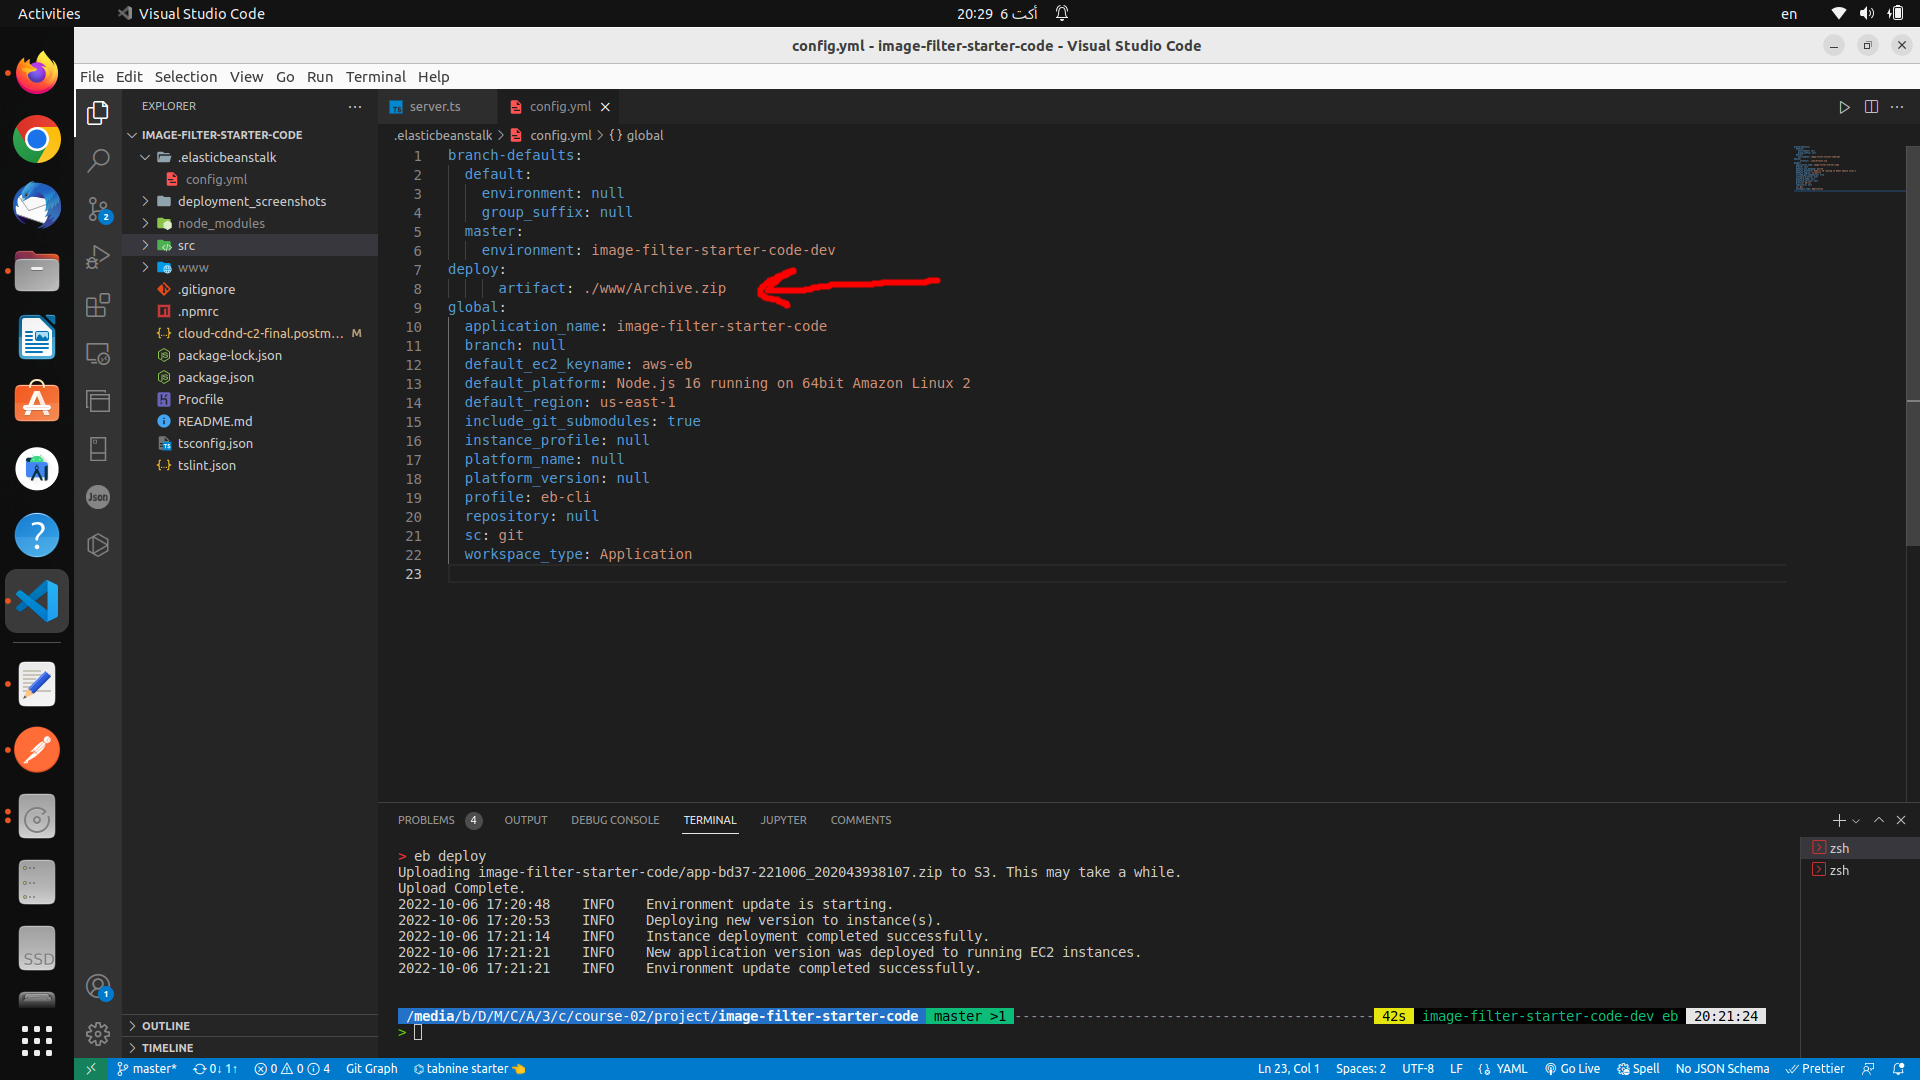 Activities
Visual Studio Code
20:29 6 أكت
en
config.yml - image-filter-starter-code - Visual Studio Code
File Edit Selection View Go Run Terminal Help
EXPLORER
IMAGE-FILTER-STARTER-CODE
.elasticbeanstalk
config.yml
deployment_screenshots
node_modules
src
www
.gitignore
.npmrc
cloud-cdnd-c2-final.postm... M
package-lock.json
package.json
Procfile
README.md
tsconfig.json
tslint.json
OUTLINE
TIMELINE
2
Json
1
SSD
server.ts
config.yml
.elasticbeanstalk > config.yml > {} global
1 branch-defaults:
2 default:
3 environment: null
4 group_suffix: null
5 master:
6 environment: image-filter-starter-code-dev
7 deploy:
8 artifact: ./www/Archive.zip
9 global:
10 application_name: image-filter-starter-code
11 branch: null
12 default_ec2_keyname: aws-eb
13 default_platform: Node.js 16 running on 64bit Amazon Linux 2
14 default_region: us-east-1
15 include_git_submodules: true
16 instance_profile: null
17 platform_name: null
18 platform_version: null
19 profile: eb-cli
20 repository: null
21 sc: git
22 workspace_type: Application
23
PROBLEMS 4 OUTPUT DEBUG CONSOLE TERMINAL JUPYTER COMMENTS
> eb deploy
Uploading image-filter-starter-code/app-bd37-221006_202043938107.zip to S3. This may take a while.
Upload Complete.
2022-10-06 17:20:48 INFO Environment update is starting.
2022-10-06 17:20:53 INFO Deploying new version to instance(s).
2022-10-06 17:21:14 INFO Instance deployment completed successfully.
2022-10-06 17:21:21 INFO New application version was deployed to running EC2 instances.
2022-10-06 17:21:21 INFO Environment update completed successfully.
/media/b/D/M/C/A/3/c/course-02/project/image-filter-starter-code master >1 42s image-filter-starter-code-dev eb 20:21:24
>
zsh
zsh
master* 0↓ 1↑ 0 0 4 Git Graph tabnine starter Ln 23, Col 1 Spaces: 2 UTF-8 LF YAML Go Live Spell No JSON Schema Prettier